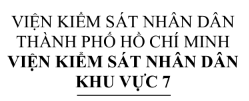 VIỆN KIỂM SÁT NHÂN DÂN
THÀNH PHỐ HỒ CHÍ MINH
VIỆN KIỂM SÁT NHÂN DÂN
KHU VỰC 7